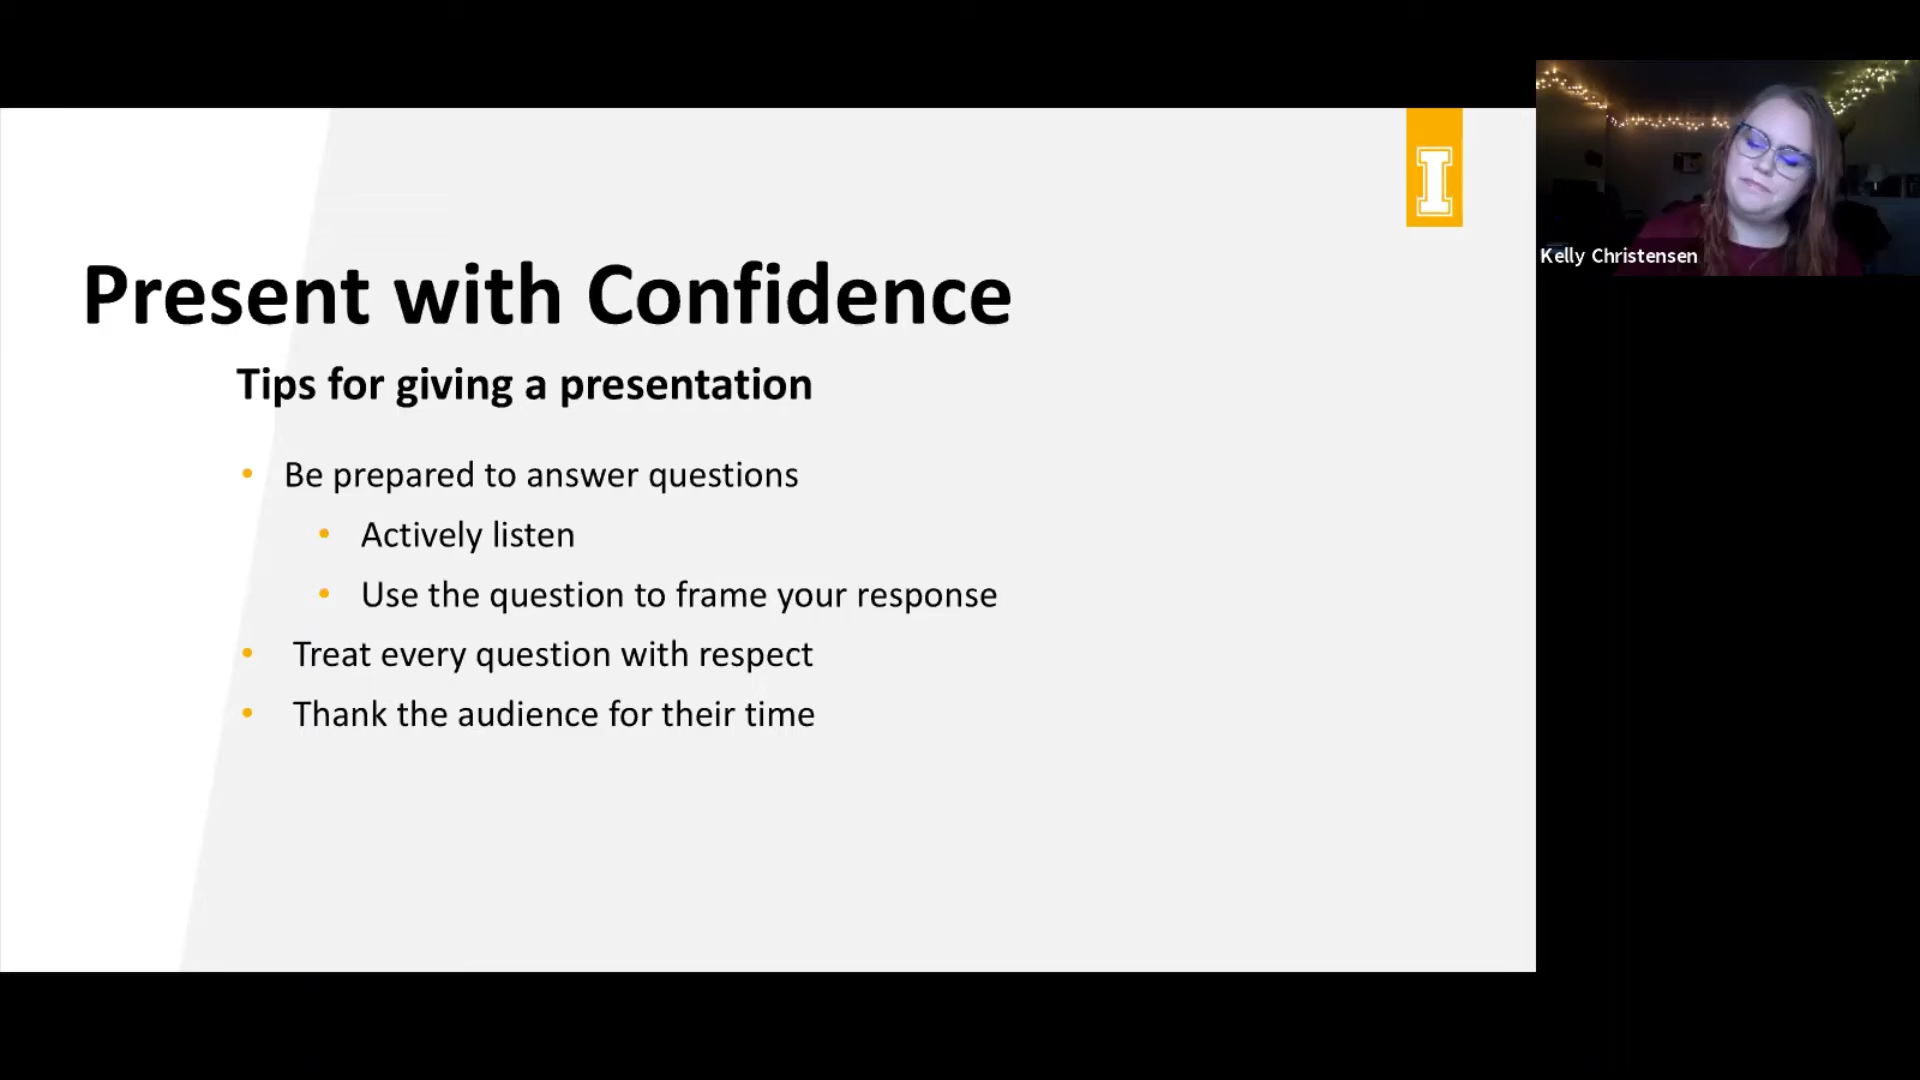 I
Present with Confidence
Tips for giving a presentation
• Be prepared to answer questions
• Actively listen
• Use the question to frame your response
• Treat every question with respect
• Thank the audience for their time
Kelly Christensen